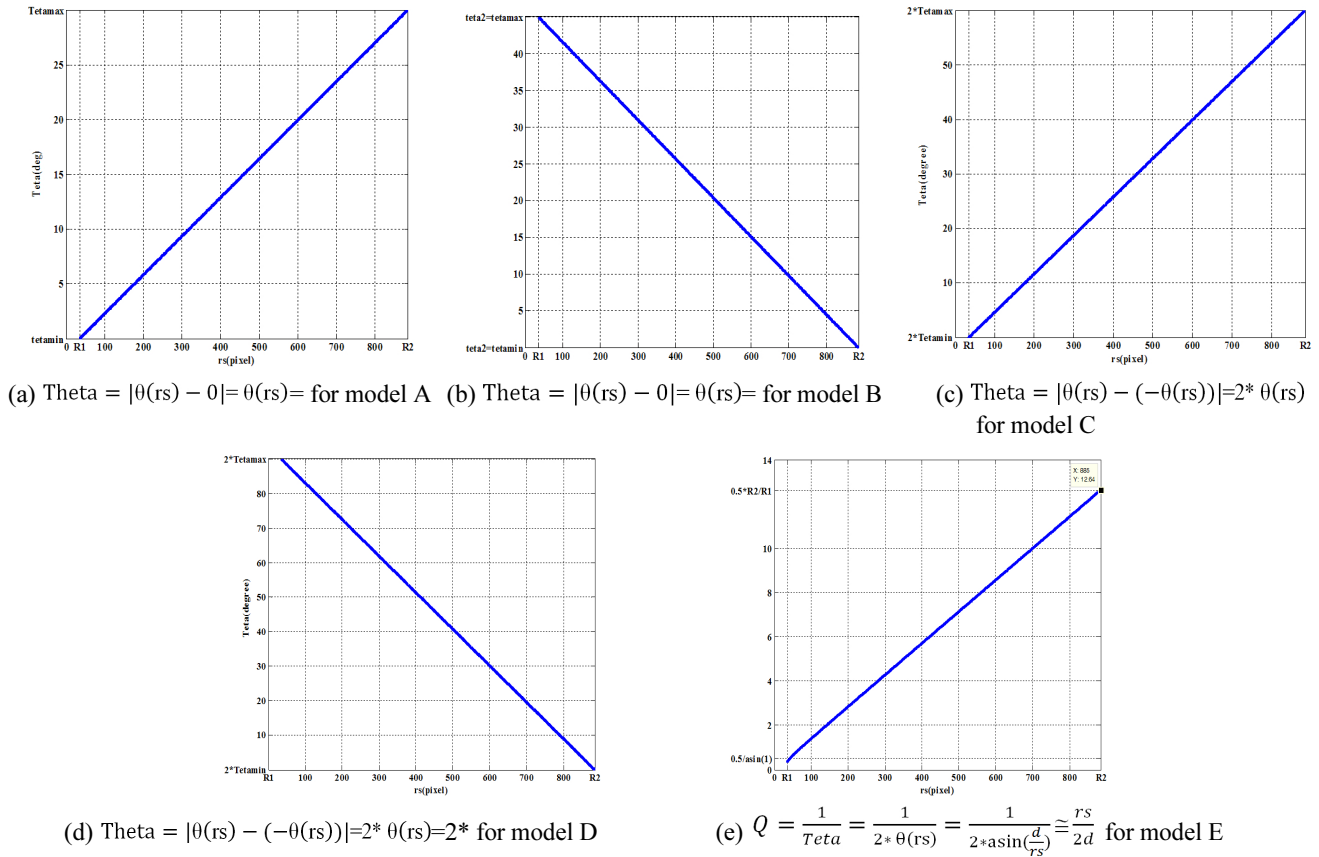 Tetamax
25
20
15
10
5
tetamin
Teta(deg)
0 R1 100 200 300 400 500 600 700 800 R2
rs(pixel)
(a) Theta = |θ(rs) − 0|= θ(rs)= for model A
teta2=tetamax
40
35
30
25
20
15
10
5
teta2=tetamin
0 R1 100 200 300 400 500 600 700 800 R2
rs(pixel)
(b) Theta = |θ(rs) − 0|= θ(rs)= for model B
2*Tetamax
50
40
30
20
10
2*Tetamin
Teta(degree)
0 R1 100 200 300 400 500 600 700 800 R2
rs(pixel)
(c) Theta = |θ(rs) − (−θ(rs))|=2* θ(rs)
for model C
2*Tetamax
80
70
60
50
40
30
20
10
2*Tetamin
Teta(degree)
R1 100 200 300 400 500 600 700 800 R2
rs(pixel)
(d) Theta = |θ(rs) − (−θ(rs))|=2* θ(rs)=2* for model D
14
0.5*R2/R1
10
8
6
4
2
0.5/asin(1)
0
X: 885
Y: 12.64
0 R1 100 200 300 400 500 600 700 800 R2
rs(pixel)
(e) Q = 1/Teta = 1/(2* θ(rs)) = 1/(2*asin(d/rs)) ≅ rs/2d for model E